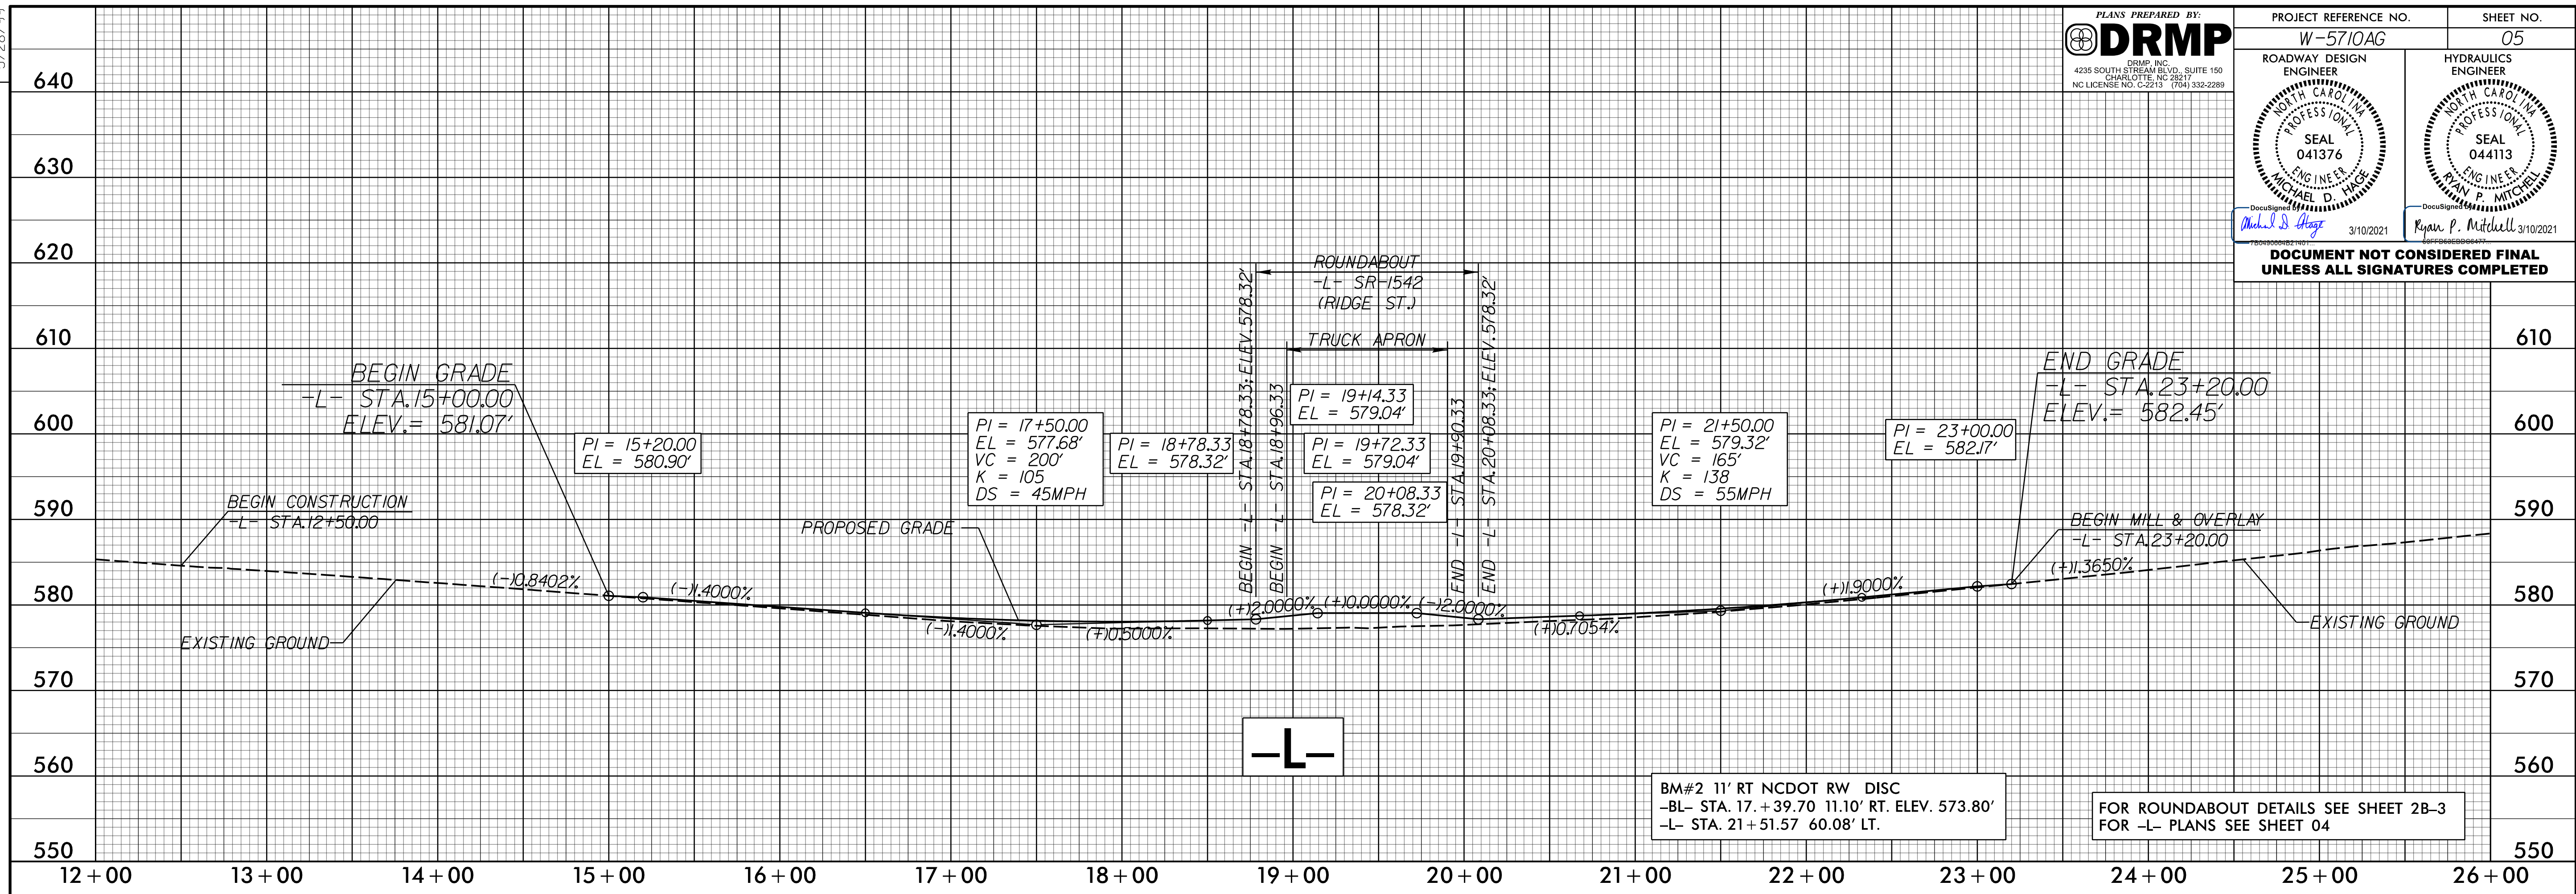 PLANS PREPARED BY:
DRMP
DRMP, INC.
4235 SOUTH STREAM BLVD., SUITE 150
CHARLOTTE, NC 28217
NC LICENSE NO. C-2213 (704) 332-2289
PROJECT REFERENCE NO.
W-5710AG
SHEET NO.
05
ROADWAY DESIGN
ENGINEER
NORTH CAROLINA
PROFESSIONAL
SEAL
041376
ENGINEER
MICHAEL D. HAGE
DocuSigned by:
Michael D. Hage
3/10/2021
HYDRAULICS
ENGINEER
NORTH CAROLINA
PROFESSIONAL
SEAL
044113
ENGINEER
RYAN P. MITCHELL
DocuSigned by:
Ryan P. Mitchell
3/10/2021
DOCUMENT NOT CONSIDERED FINAL
UNLESS ALL SIGNATURES COMPLETED
640
630
620
610
600
590
580
570
560
550
BEGIN GRADE
-L- STA.15+00.00
ELEV.= 581.07'
BEGIN CONSTRUCTION
-L- STA.12+50.00
EXISTING GROUND
(-)0.8402%
PI = 15+20.00
EL = 580.90'
(-)1.4000%
PROPOSED GRADE
(-)1.4000%
PI = 17+50.00
EL = 577.68'
VC = 200'
K = 105
DS = 45MPH
(+)0.5000%
PI = 18+78.33
EL = 578.32'
ROUNDABOUT
-L- SR-1542
(RIDGE ST.)
TRUCK APRON
BEGIN -L- STA.18+78.33; ELEV.578.32'
BEGIN -L- STA.18+96.33
END -L- STA.19+90.33
END -L- STA.20+08.33; ELEV.578.32'
PI = 19+14.33
EL = 579.04'
PI = 19+72.33
EL = 579.04'
PI = 20+08.33
EL = 578.32'
(+)2.0000%
(+)0.0000%
(-)2.0000%
(+)0.7054%
PI = 21+50.00
EL = 579.32'
VC = 165'
K = 138
DS = 55MPH
(+)1.9000%
PI = 23+00.00
EL = 582.17'
END GRADE
-L- STA.23+20.00
ELEV.= 582.45'
BEGIN MILL & OVERLAY
-L- STA.23+20.00
(+)1.3650%
EXISTING GROUND
610
600
590
580
570
560
550
-L-
BM#2 11' RT NCDOT RW DISC
-BL- STA. 17.+39.70 11.10' RT. ELEV. 573.80'
-L- STA. 21+51.57 60.08' LT.
FOR ROUNDABOUT DETAILS SEE SHEET 2B-3
FOR -L- PLANS SEE SHEET 04
12+00 13+00 14+00 15+00 16+00 17+00 18+00 19+00 20+00 21+00 22+00 23+00 24+00 25+00 26+00